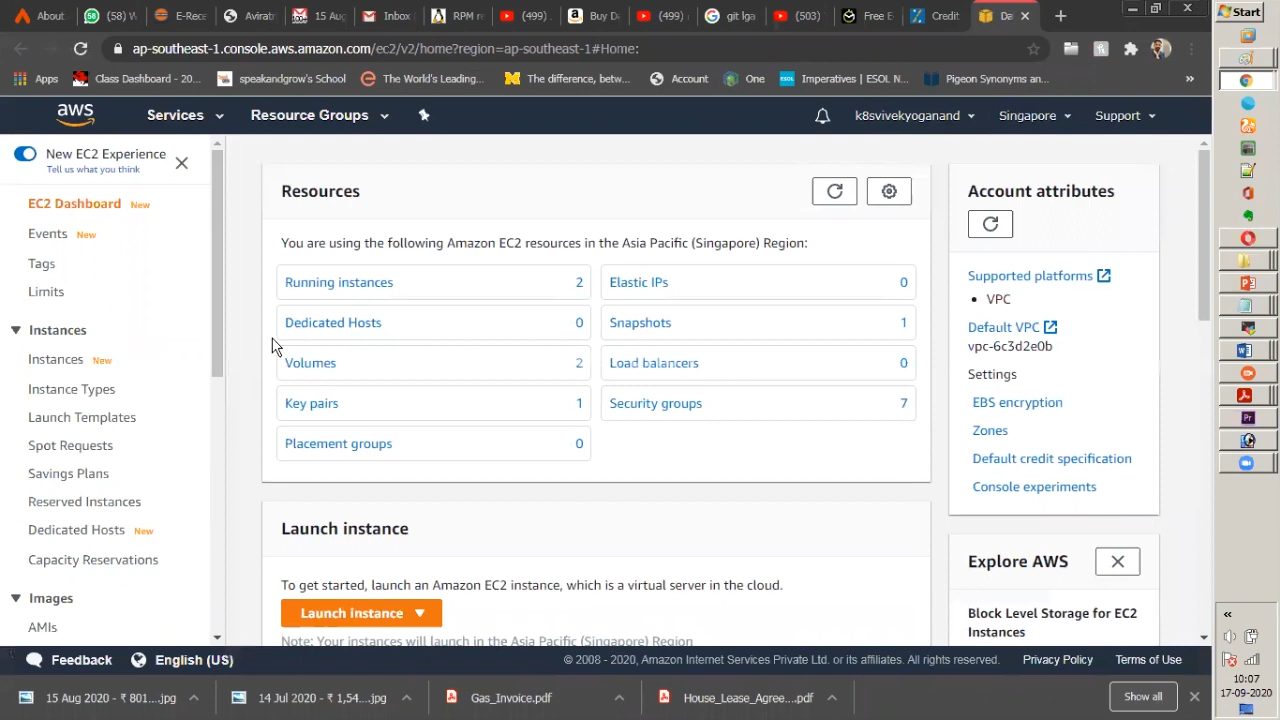 About
(58) W
E-Rece
Aviratr
15 Aug
Inbox
RPM re
(499)
Buy D
(499)
git lga
(503)
Free E
Credi
Da
Start
ap-southeast-1.console.aws.amazon.com/ec2/v2/home?region=ap-southeast-1#Home:
Apps
Class Dashboard - 20...
speakandgrow's School
The World's Leading...
The difference, betw...
Account
One
Imperatives | ESOL N...
Pigeon Synonyms an...
»
aws
Services
Resource Groups
k8svivekyoganand
Singapore
Support
New EC2 Experience
Tell us what you think
EC2 Dashboard New
Events New
Tags
Limits
Instances
Instances New
Instance Types
Launch Templates
Spot Requests
Savings Plans
Reserved Instances
Dedicated Hosts New
Capacity Reservations
Images
AMIs
Resources
You are using the following Amazon EC2 resources in the Asia Pacific (Singapore) Region:
Running instances 2
Elastic IPs 0
Dedicated Hosts 0
Snapshots 1
Volumes 2
Load balancers 0
Key pairs 1
Security groups 7
Placement groups 0
Launch instance
To get started, launch an Amazon EC2 instance, which is a virtual server in the cloud.
Launch instance
Note: Your instances will launch in the Asia Pacific (Singapore) Region
Account attributes
Supported platforms
VPC
Default VPC
vpc-6c3d2e0b
Settings
EBS encryption
Zones
Default credit specification
Console experiments
Explore AWS
Block Level Storage for EC2
Instances
Feedback
English (US)
© 2008 - 2020, Amazon Internet Services Private Ltd. or its affiliates. All rights reserved.
Privacy Policy
Terms of Use
15 Aug 2020 - ₹ 801....jpg
14 Jul 2020 - ₹ 1,54....jpg
Gas_Invoice.pdf
House_Lease_Agree...pdf
Show all
«
10:07
17-09-2020